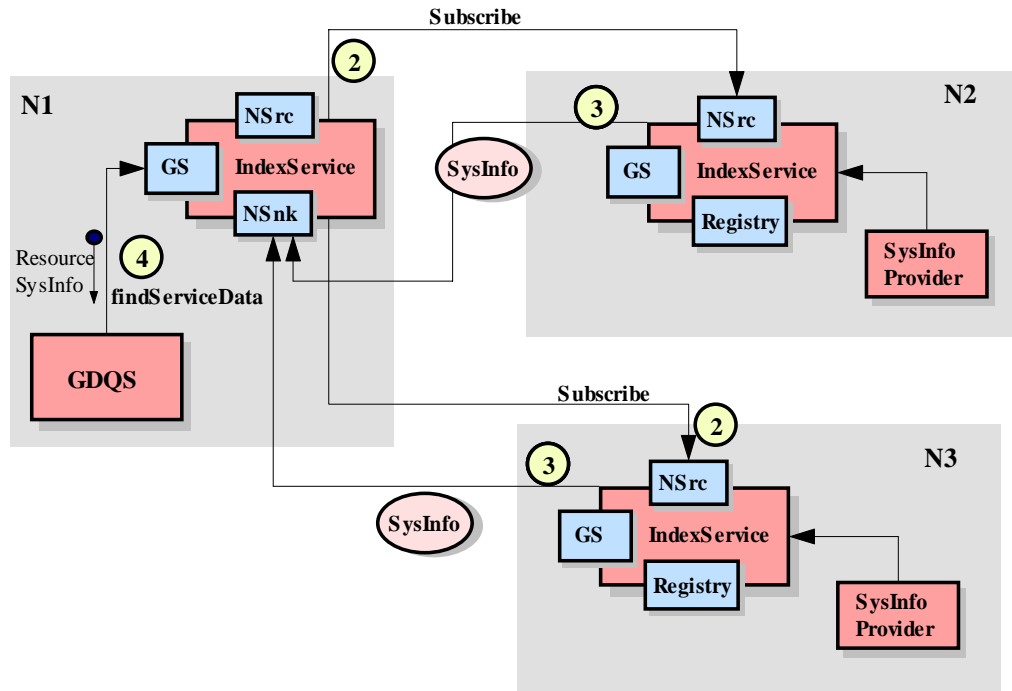 Subscribe
2
N1
NSrc
GS
IndexService
NSnk
Resource
SysInfo
4
findServiceData
GDQS
3
SysInfo
N2
NSrc
GS
IndexService
Registry
SysInfo
Provider
Subscribe
2
3
SysInfo
N3
NSrc
GS
IndexService
Registry
SysInfo
Provider